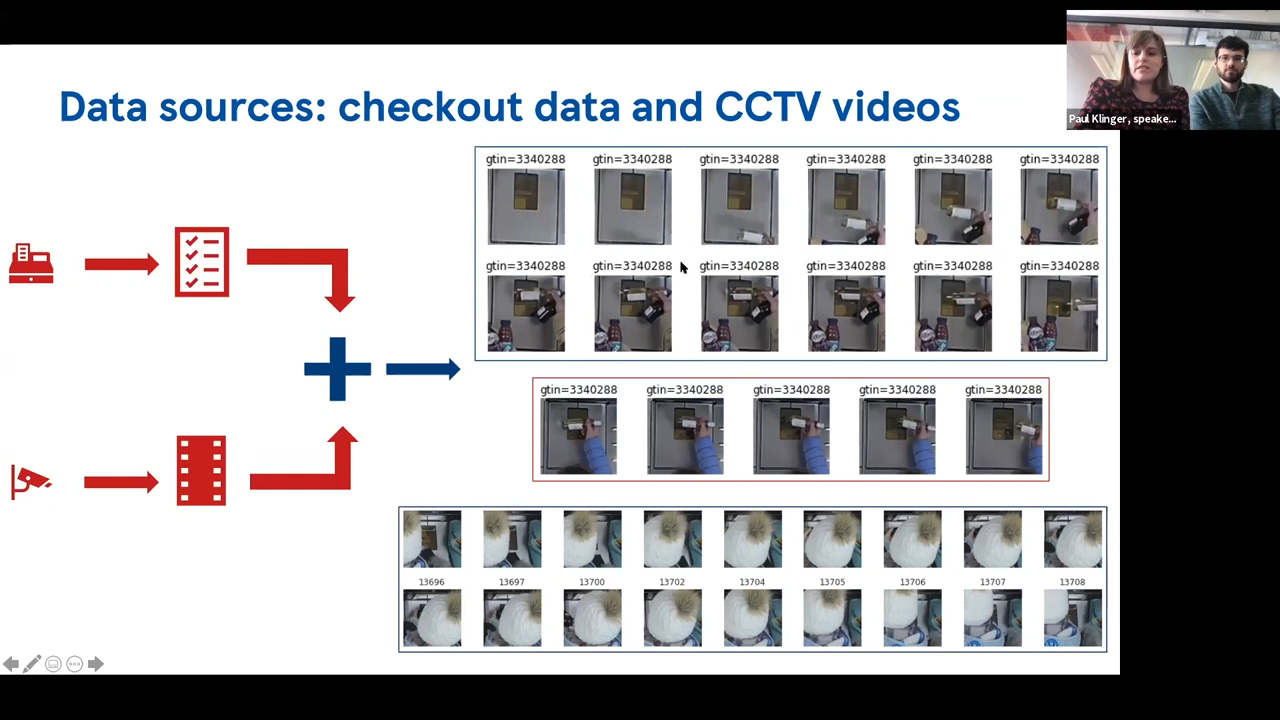 Data sources: checkout data and CCTV videos
Paul Klinger, speake...
gtin=3340288 gtin=3340288 gtin=3340288 gtin=3340288 gtin=3340288 gtin=3340288
gtin=3340288 gtin=3340288 gtin=3340288 gtin=3340288 gtin=3340288 gtin=3340288
gtin=3340288 gtin=3340288 gtin=3340288 gtin=3340288 gtin=3340288
13696 13697 13700 13702 13704 13705 13706 13707 13708